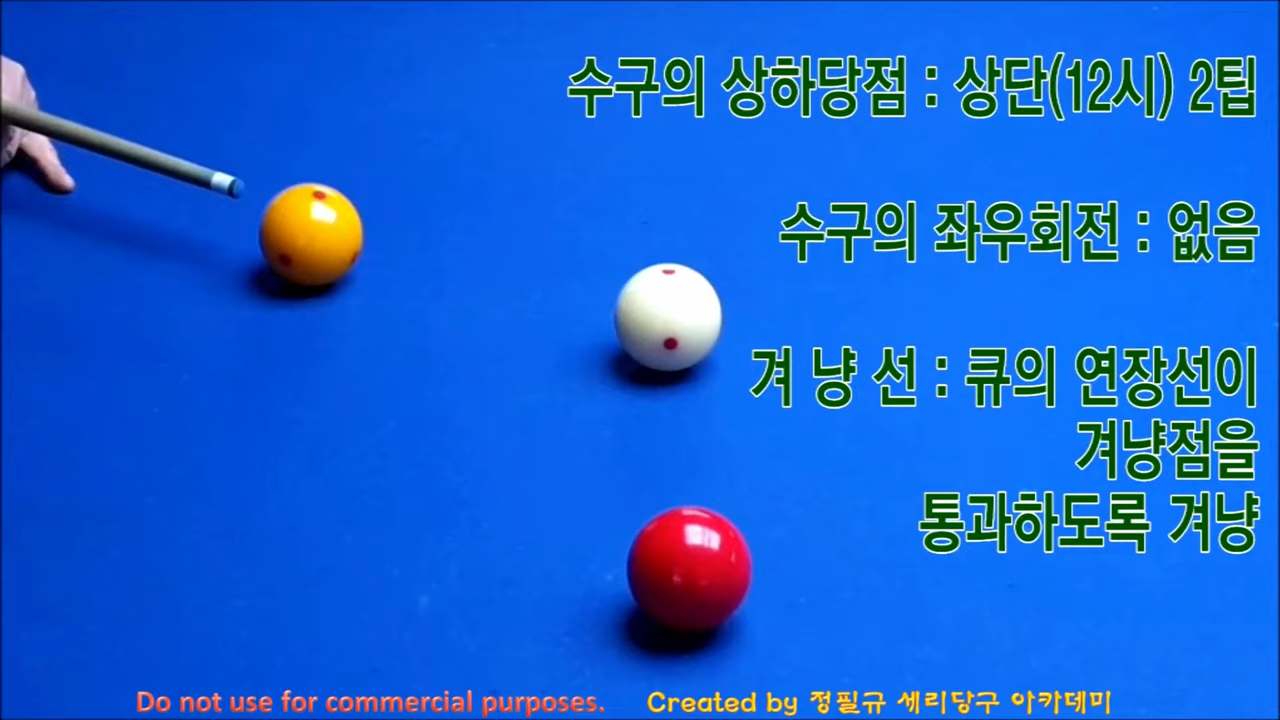 수구의 상하당점 : 상단(12시) 2팁
수구의 좌우회전 : 없음
겨 냥 선 : 큐의 연장선이
겨냥점을
통과하도록 겨냥
Do not use for commercial purposes. Created by 정필규 세리당구 아카데미